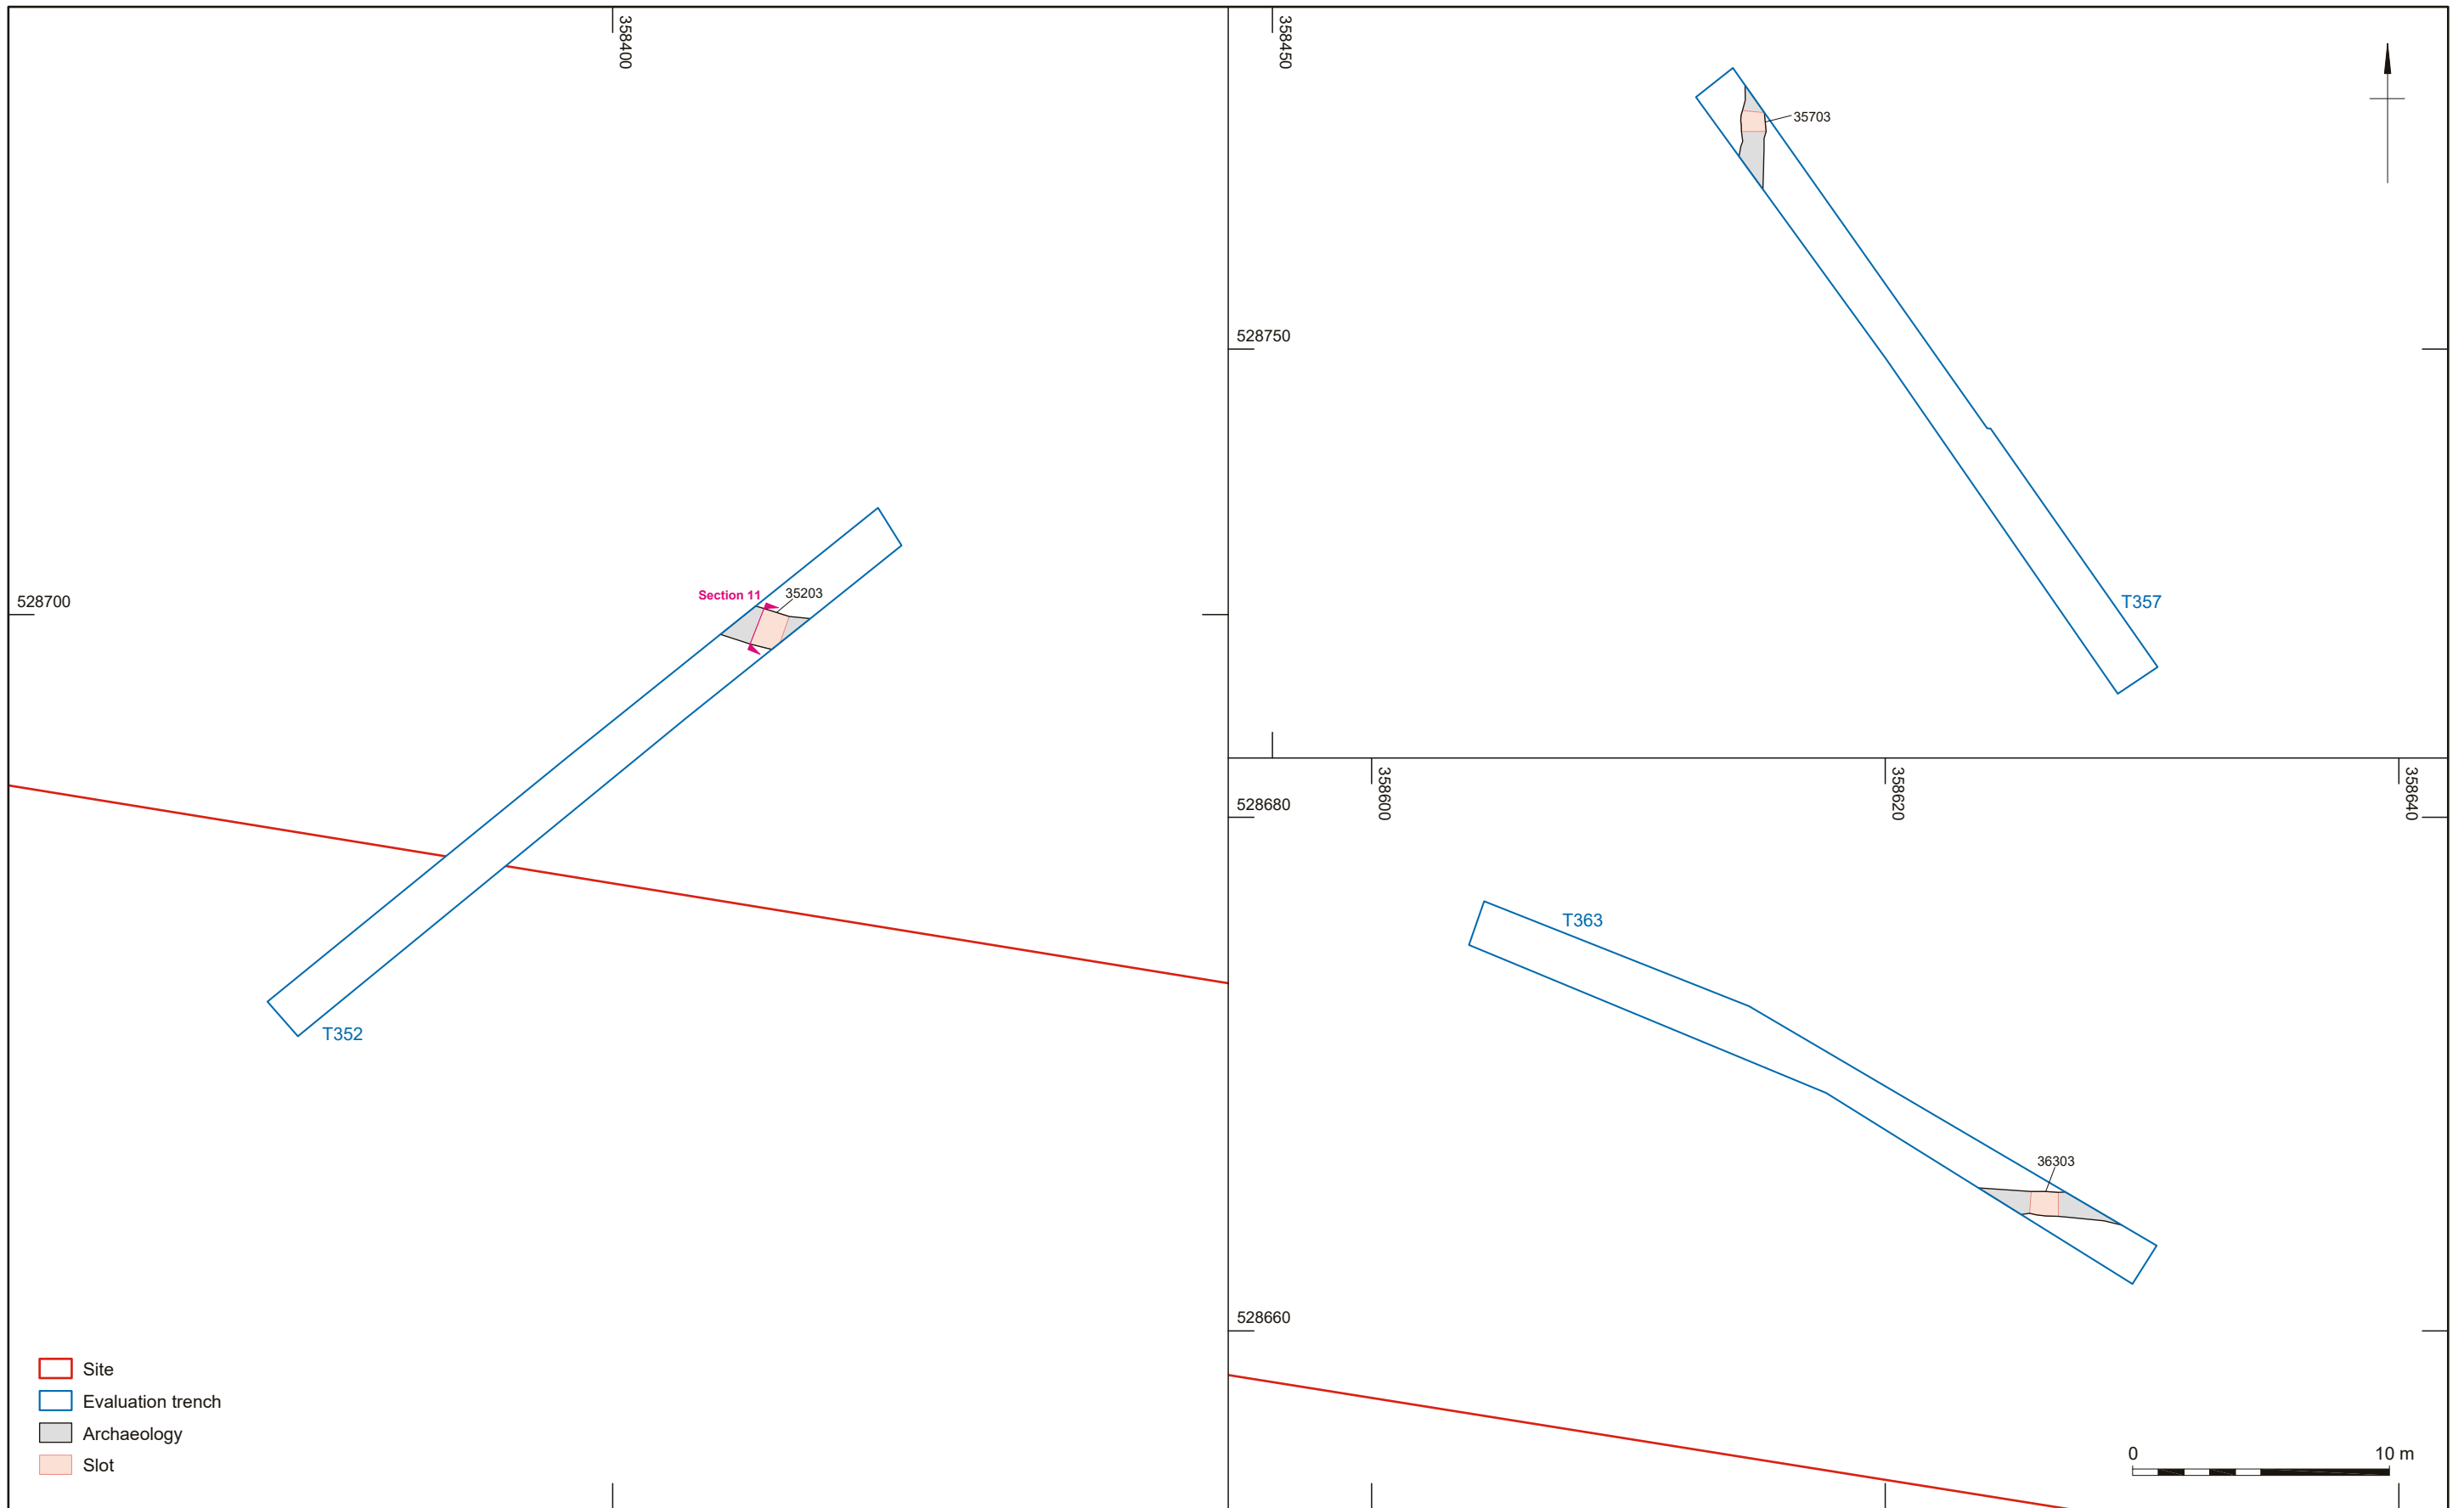 358400
528700
Section 11
35203
T352
Site
Evaluation trench
Archaeology
Slot
358450
35703
528750
T357
358600
358620
358640
528680
T363
36303
528660
0 10 m